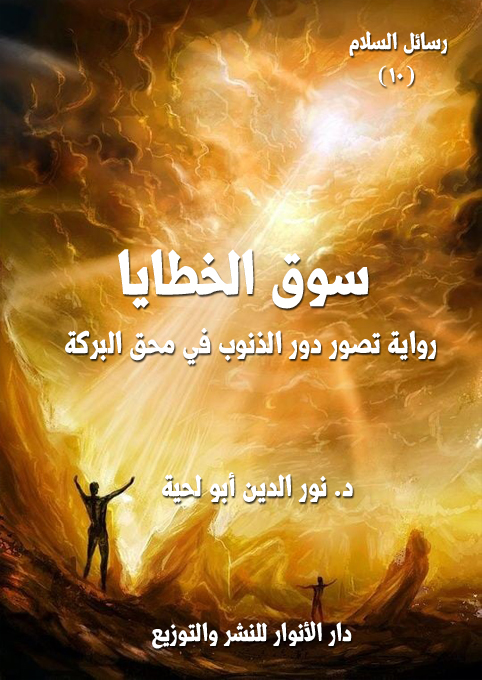 رسائل السلام
(١٠)
سوق الخطايا
رواية تصور دور الذنوب في محق البركة
د. نور الدين أبو لحية
دار الأنوار للنشر والتوزيع